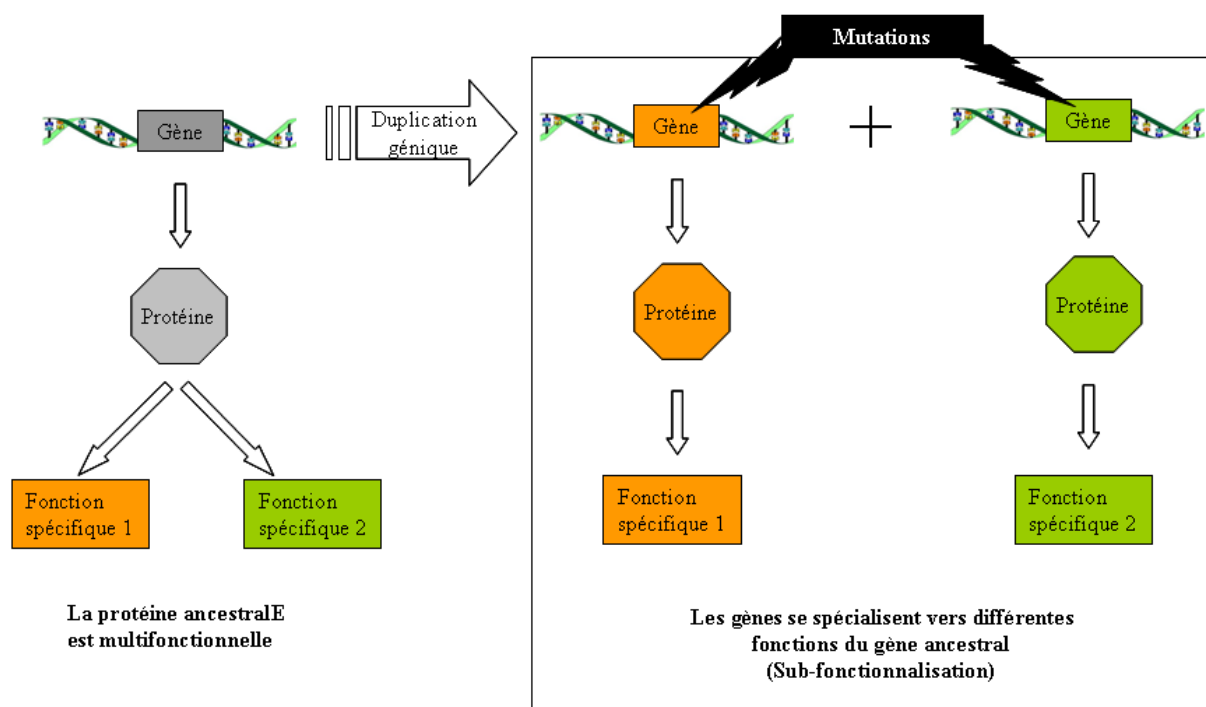 Mutations
Gène
Duplication
génique
Gène
Gène
Protéine
Protéine
Protéine
Fonction
spécifique 1
Fonction
spécifique 2
Fonction
spécifique 1
Fonction
spécifique 2
La protéine ancestralE
est multifonctionnelle
Les gènes se spécialisent vers différentes
fonctions du gène ancestral
(Sub-fonctionnalisation)